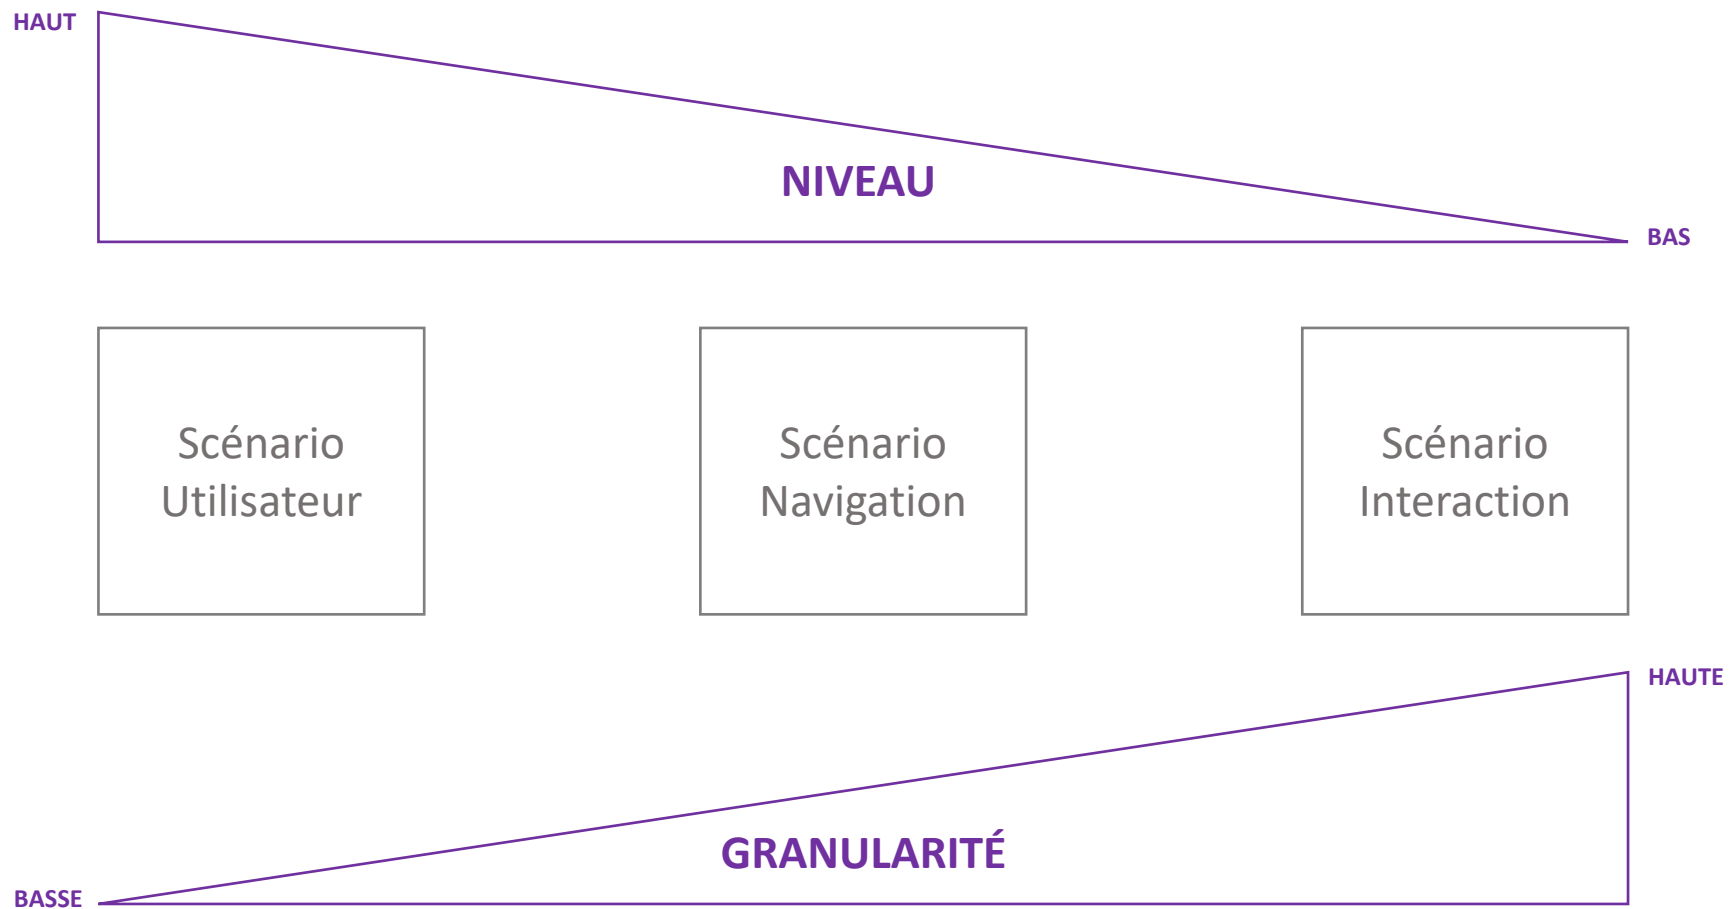 HAUT
NIVEAU
BAS
Scénario
Utilisateur
Scénario
Navigation
Scénario
Interaction
HAUTE
GRANULARITÉ
BASSE